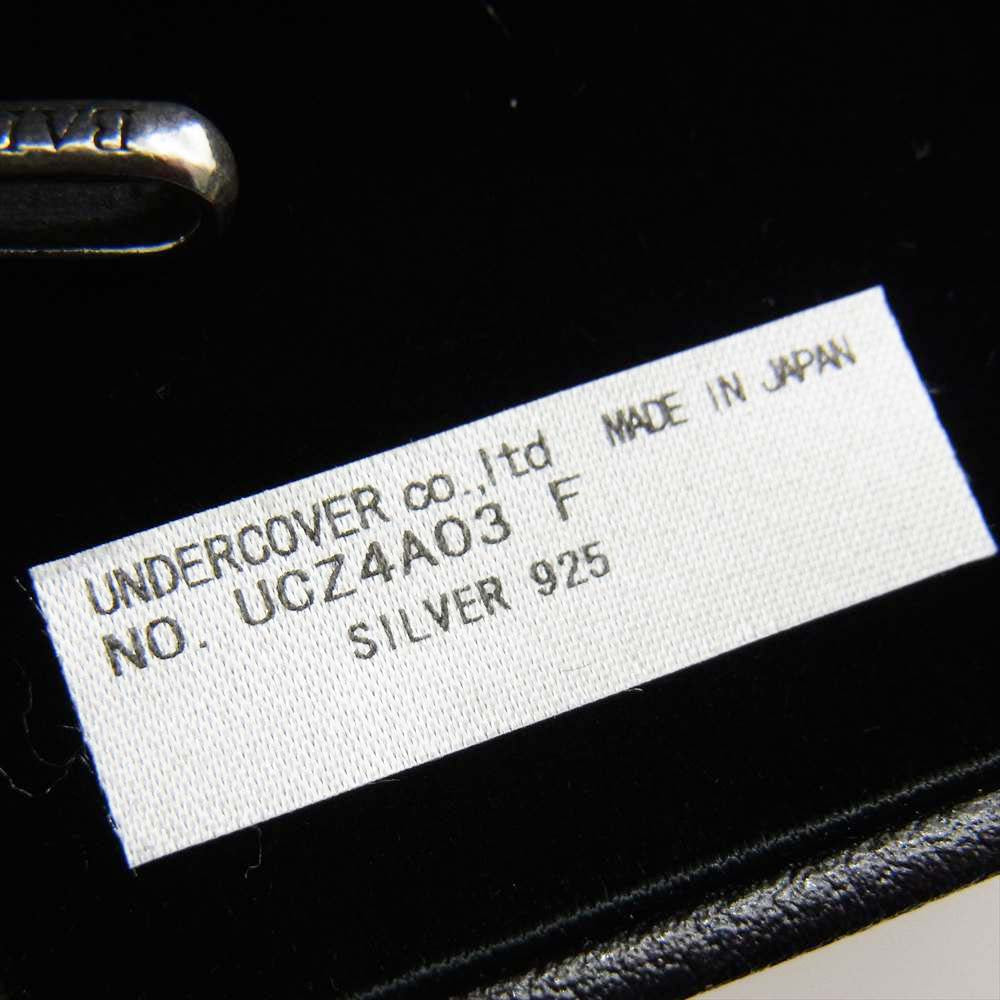 UNDERCOVER co.,ltd MADE IN JAPAN
NO. UCZ4A03 F
SILVER 925